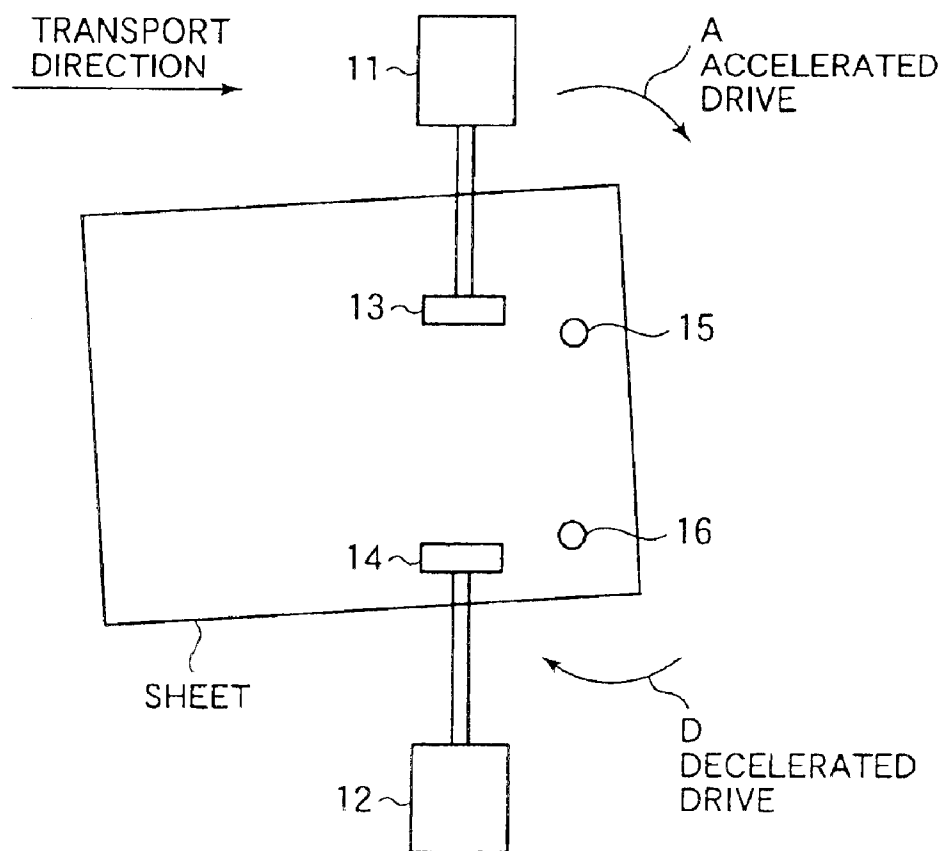 TRANSPORT
DIRECTION
11
A
ACCELERATED
DRIVE
13
15
14
16
SHEET
12
D
DECELERATED
DRIVE